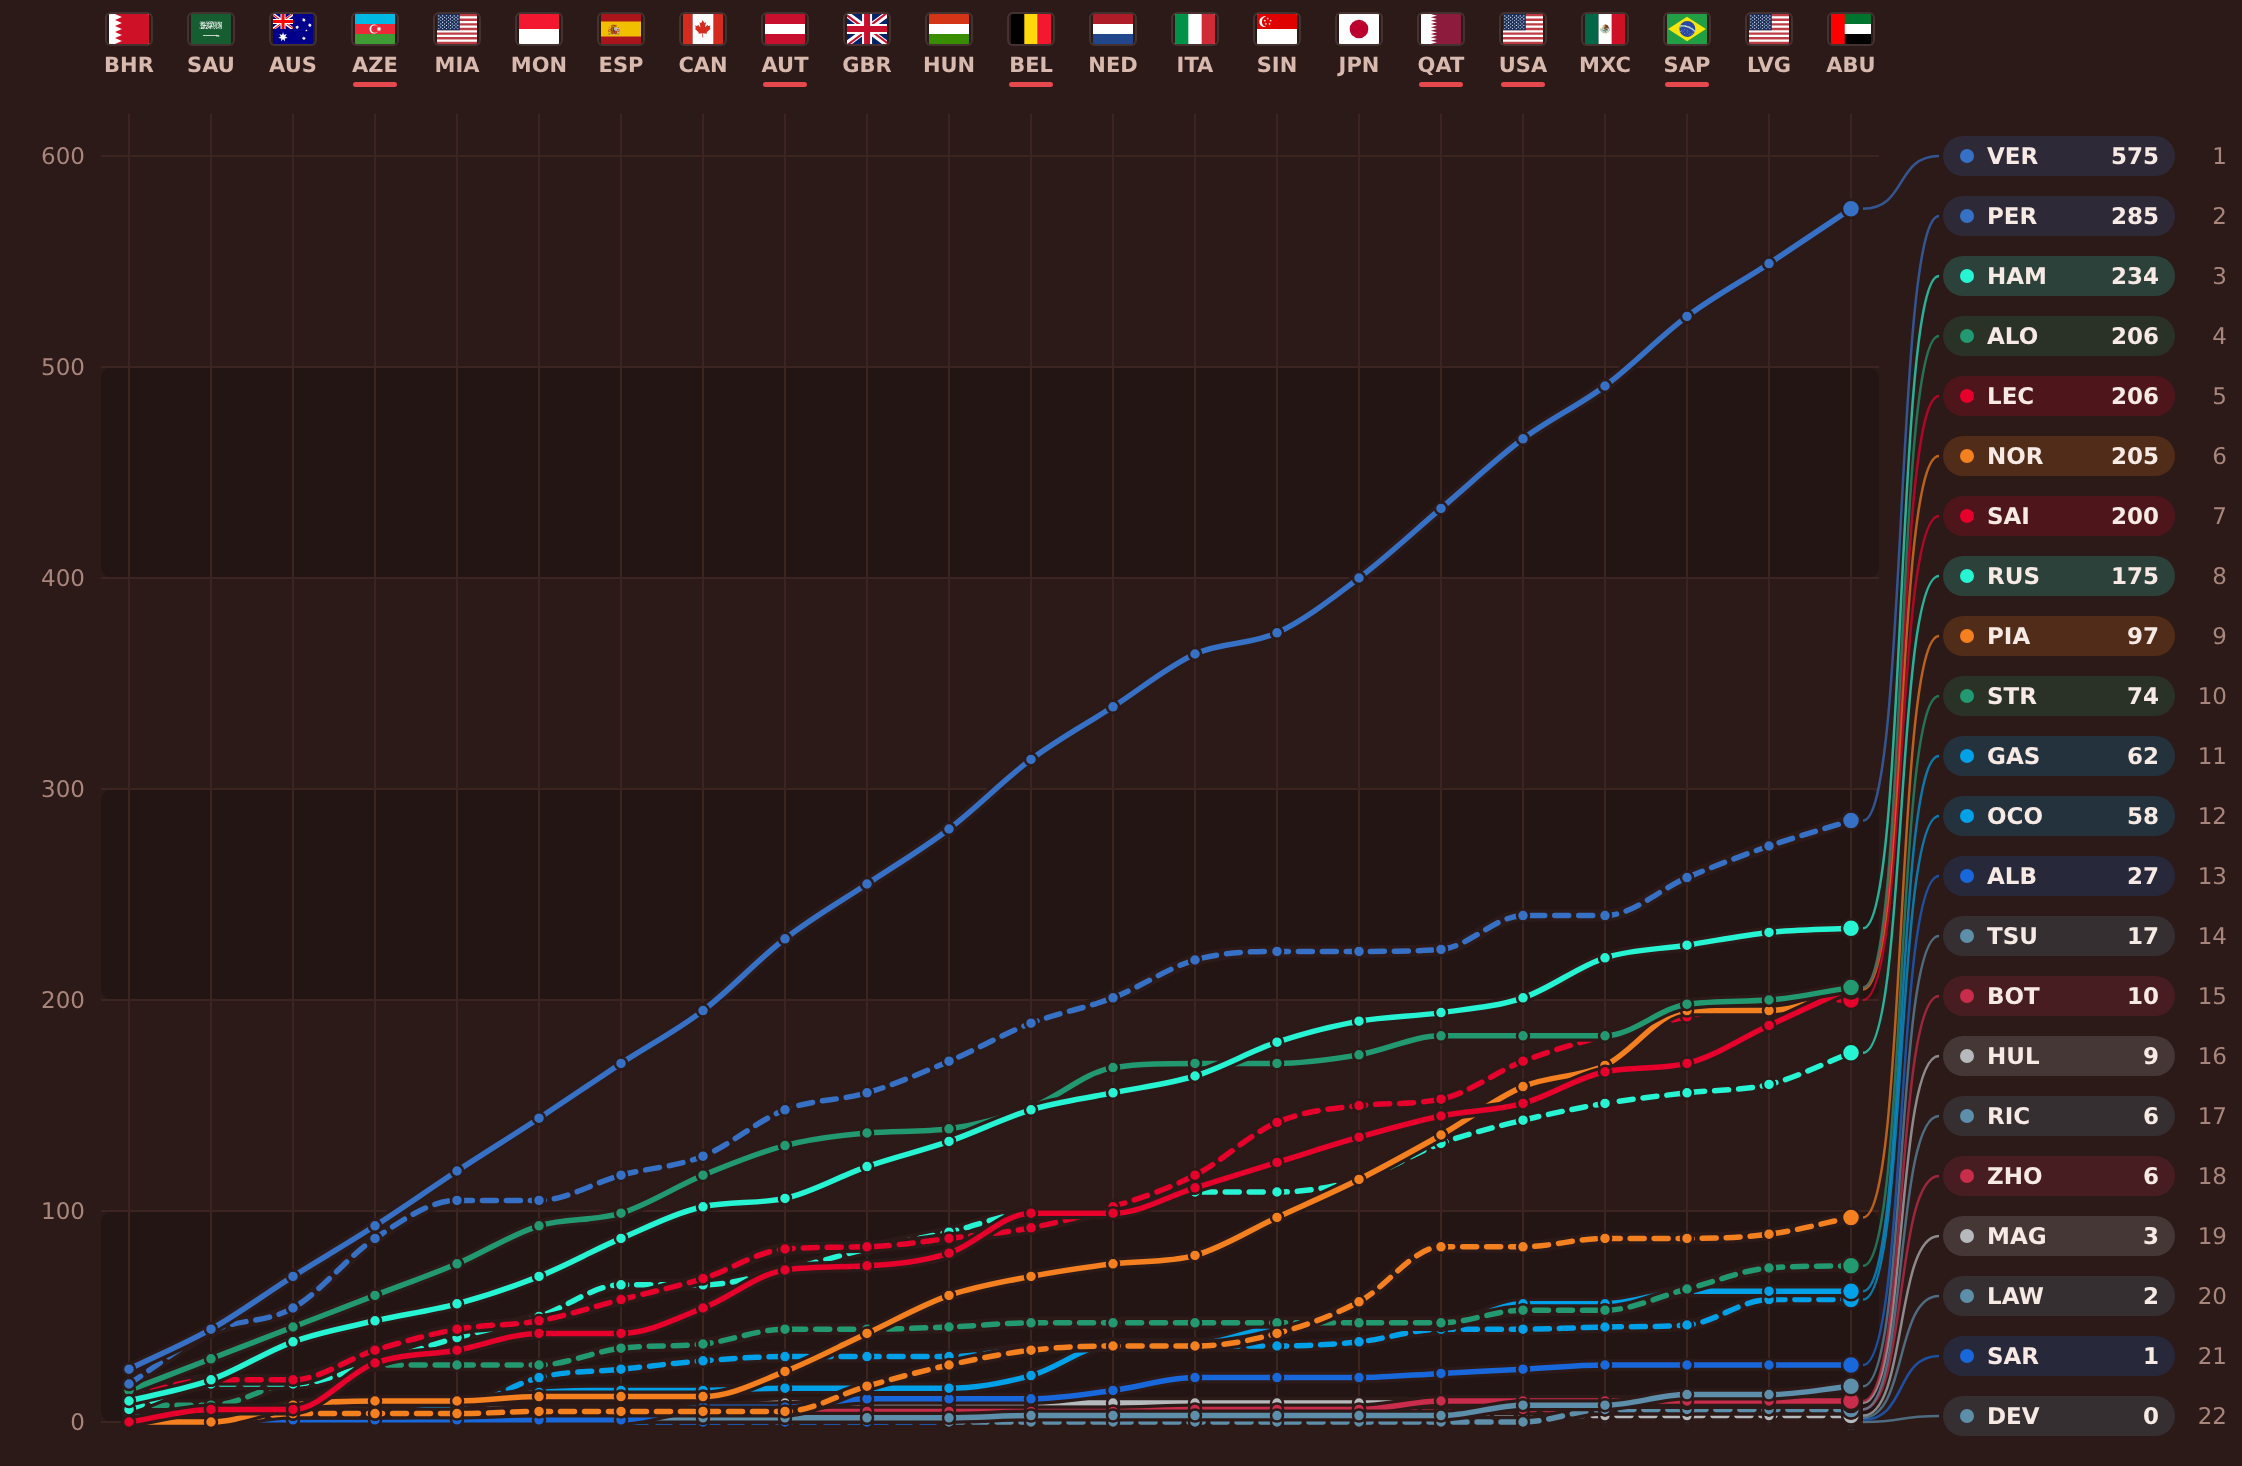 BHR SAU AUS AZE MIA MON ESP CAN AUT GBR HUN BEL NED ITA SIN JPN QAT USA MXC SAP LVG ABU
600
500
400
300
200
100
0
VER 575 1
PER 285 2
HAM 234 3
ALO 206 4
LEC 206 5
NOR 205 6
SAI 200 7
RUS 175 8
PIA 97 9
STR 74 10
GAS 62 11
OCO 58 12
ALB 27 13
TSU 17 14
BOT 10 15
HUL 9 16
RIC 6 17
ZHO 6 18
MAG 3 19
LAW 2 20
SAR 1 21
DEV 0 22